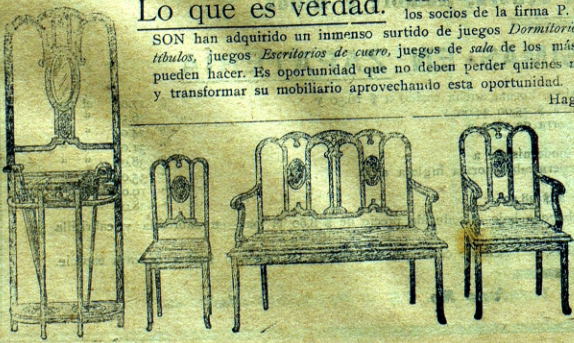 Lo que es verdad.
los socios de la firma P.
SON han adquirido un inmenso surtido de juegos Dormitorio
tíbulos, juegos Escritorios de cuero, juegos de sala de los más
pueden hacer. Es oportunidad que no deben perder quienes
y transformar su mobiliario aprovechando esta oportunidad.
Hag